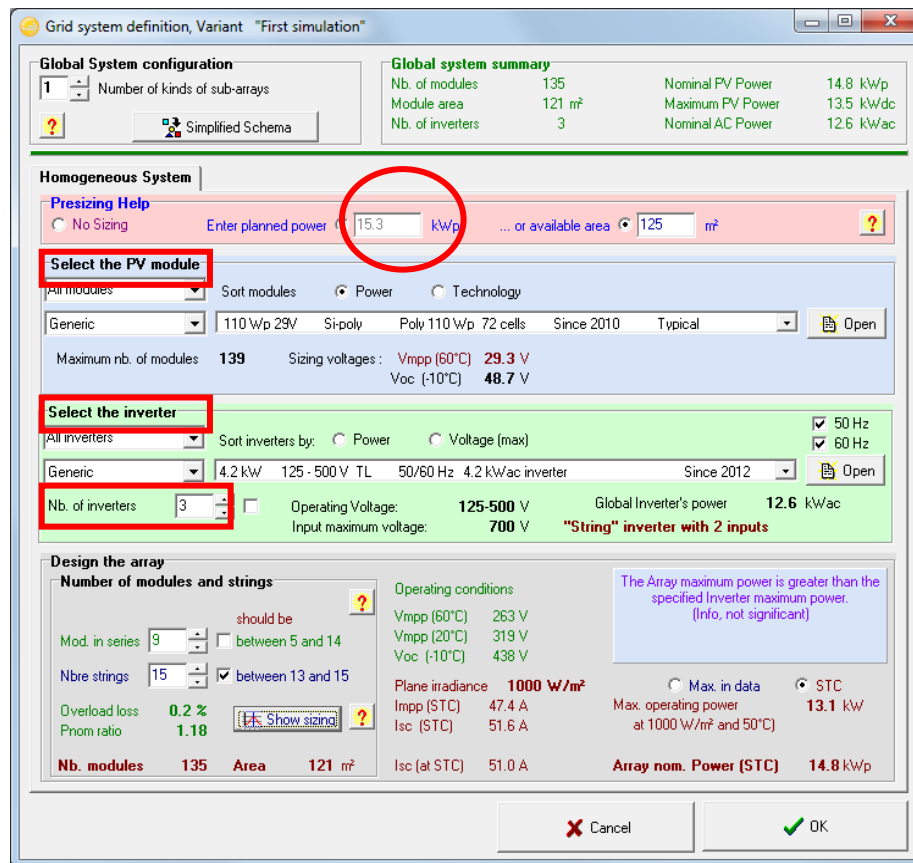 Grid system definition, Variant "First simulation"
Global System configuration
1 Number of kinds of sub-arrays
? Simplified Schema
Global system summary
Nb. of modules 135 Nominal PV Power 14.8 kWp
Module area 121 m² Maximum PV Power 13.5 kWdc
Nb. of inverters 3 Nominal AC Power 12.6 kWac
Homogeneous System
Presizing Help
No Sizing Enter planned power 15.3 kWp ... or available area 125 m² ?
Select the PV module
All modules Sort modules Power Technology
Generic 110 Wp 29V Si-poly Poly 110 Wp 72 cells Since 2010 Typical Open
Maximum nb. of modules 139 Sizing voltages : Vmpp (60°C) 29.3 V
Voc (-10°C) 48.7 V
Select the inverter
50 Hz
All inverters Sort inverters by: Power Voltage (max) 60 Hz
Generic 4.2 kW 125 - 500 V TL 50/60 Hz 4.2 kWac inverter Since 2012 Open
Nb. of inverters 3 Operating Voltage: 125-500 V Global Inverter's power 12.6 kWac
Input maximum voltage: 700 V "String" inverter with 2 inputs
Design the array
Number of modules and strings
?
should be
Mod. in series 9 between 5 and 14
Nbre strings 15 between 13 and 15
Overload loss 0.2 %
Pnom ratio 1.18
Show sizing ?
Nb. modules 135 Area 121 m²
Operating conditions
Vmpp (60°C) 263 V
Vmpp (20°C) 319 V
Voc (-10°C) 438 V
Plane irradiance 1000 W/m²
Impp (STC) 47.4 A
Isc (STC) 51.6 A
Isc (at STC) 51.0 A
The Array maximum power is greater than the
specified Inverter maximum power.
(Info, not significant)
Max. in data STC
Max. operating power 13.1 kW
at 1000 W/m² and 50°C)
Array nom. Power (STC) 14.8 kWp
Cancel OK